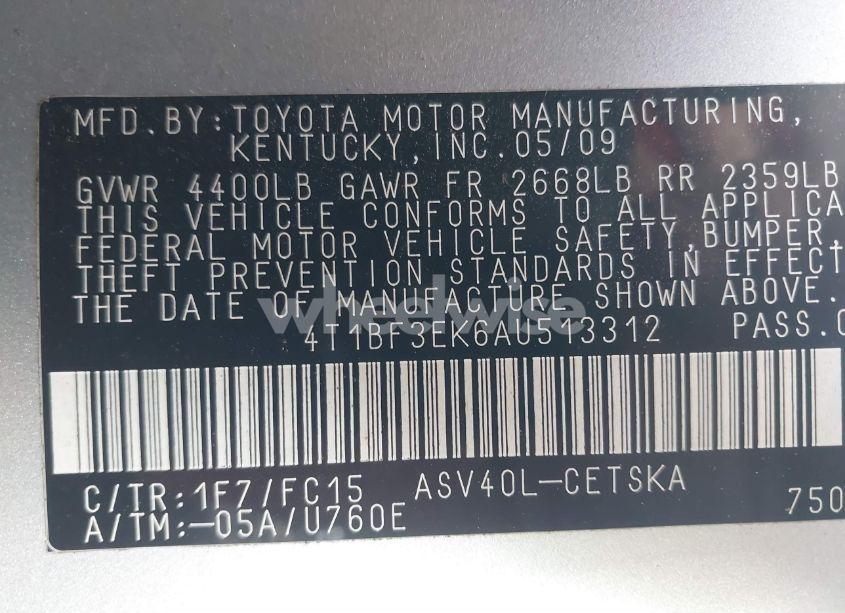 MFD.BY:TOYOTA MOTOR MANUFACTURING,
KENTUCKY,INC.05/09
GVWR 4400LB GAWR FR 2668LB RR 2359LB
THIS VEHICLE CONFORMS TO ALL APPLICA
FEDERAL MOTOR VEHICLE SAFETY,BUMPER,
THEFT PREVENTION STANDARDS IN EFFECT
THE DATE OF MANUFACTURE SHOWN ABOVE.
wheelwise
4T1BF3EK6AU513312 PASS.C
C/TR:1F7/FC15 ASV40L-CETSKA
A/TM:-05A/U760E 750